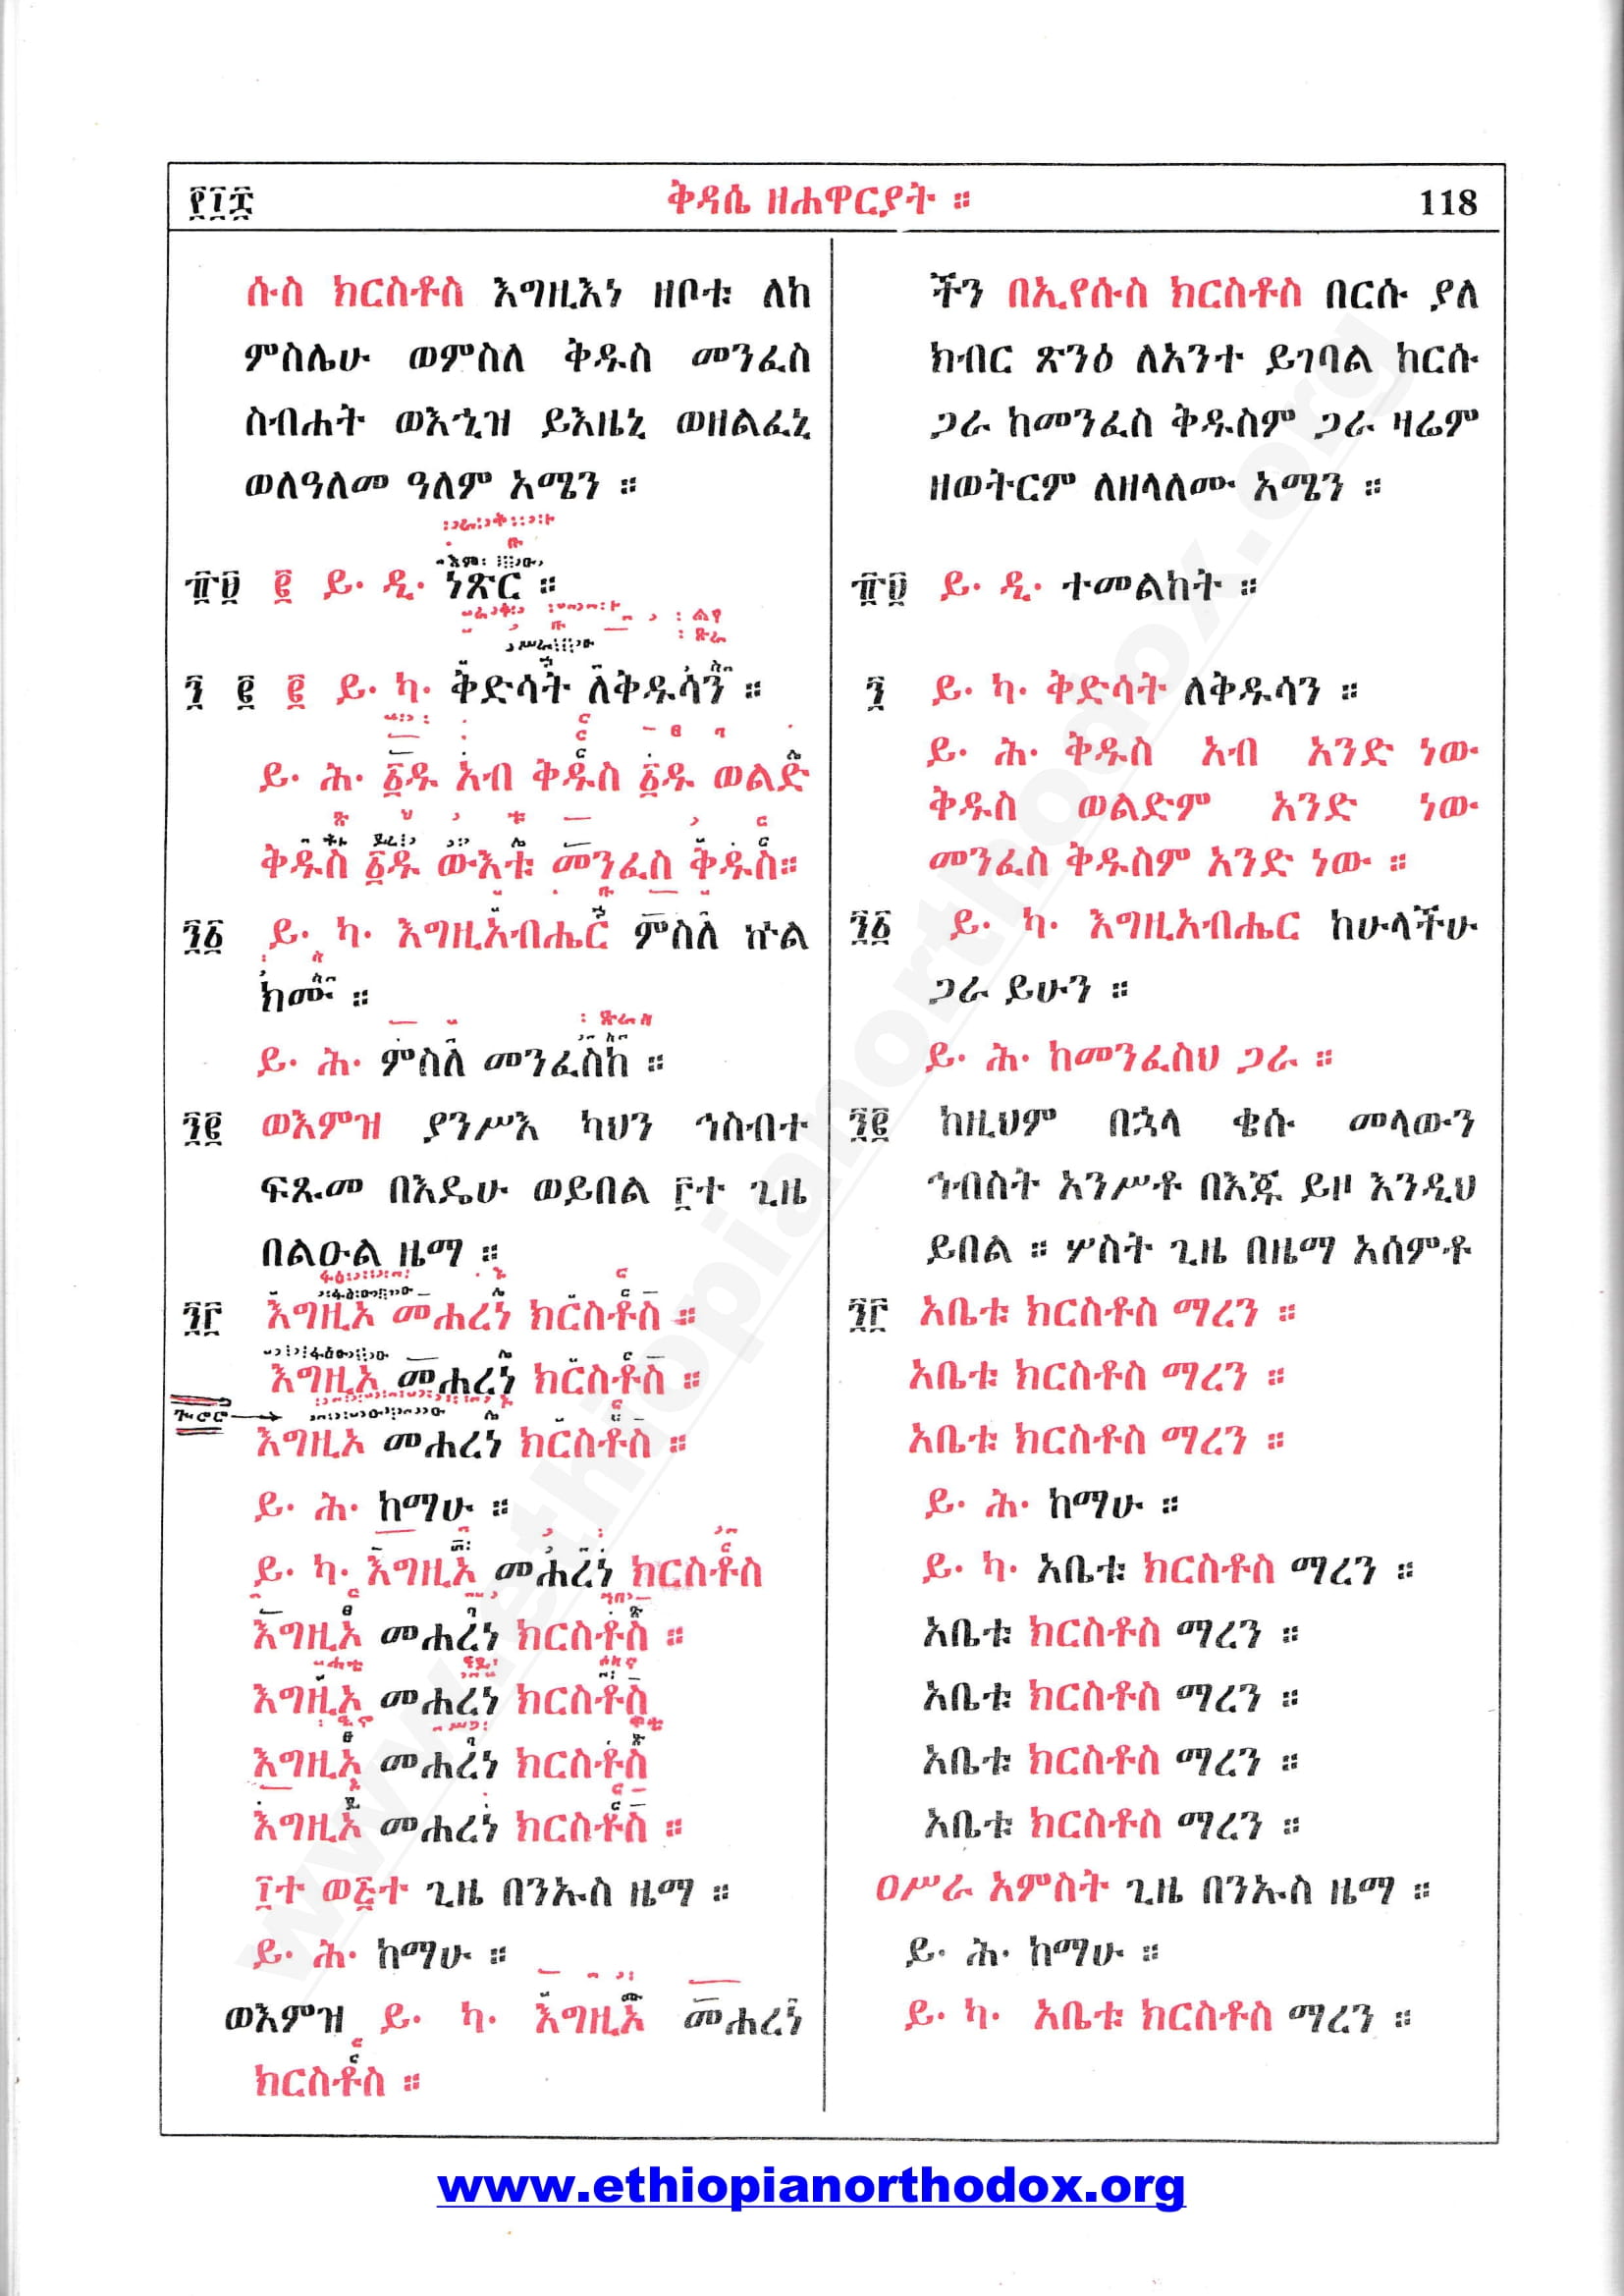 ፻፲፰ ቅዳሴ ዘሐዋርያት ። 118
ሱስ ክርስቶስ እግዚእነ ዘቦቱ ለከ
ምስሌሁ ወምስለ ቅዱስ መንፈስ
ስብሐት ወእኂዝ ይእዜኒ ወዘልፈኒ
ወለዓለመ ዓለም አሜን ።
፹፱ ፪ ይ· ዲ· ነጽር ።
፺ ፪ ፪ ይ· ካ· ቅድሳት ለቅዱሳን ።
ይ· ሕ· ፩ዱ አብ ቅዱስ ፩ዱ ወልድ
ቅዱስ ፩ዱ ውእቱ መንፈስ ቅዱስ።
፺፩ ይ· ካ· እግዚአብሔር ምስለ ኵል
ክሙ ።
ይ· ሕ· ምስለ መንፈስከ ።
፺፪ ወእምዝ ያንሥእ ካህን ኅስብተ
ፍጹመ በእዴሁ ወይበል ፫ተ ጊዜ
በልዑል ዜማ ።
፺፫ እግዚኦ መሐረነ ክርስቶስ ።
እግዚኦ መሐረነ ክርስቶስ ።
እግዚኦ መሐረነ ክርስቶስ ።
ይ· ሕ· ከማሁ ።
ይ· ካ· እግዚኦ መሐረነ ክርስቶስ
እግዚኦ መሐረነ ክርስቶስ ።
እግዚኦ መሐረነ ክርስቶስ
እግዚኦ መሐረነ ክርስቶስ
እግዚኦ መሐረነ ክርስቶስ ።
፲ተ ወ፭ተ ጊዜ በንኡስ ዜማ ።
ይ· ሕ· ከማሁ ።
ወእምዝ ይ· ካ· እግዚኦ መሐረነ
ክርስቶስ ።
ችን በኢየሱስ ክርስቶስ በርሱ ያለ
ክብር ጽንዕ ለአንተ ይገባል ከርሱ
ጋራ ከመንፈስ ቅዱስም ጋራ ዛሬም
ዘወትርም ለዘላለሙ አሜን ።
፹፱ ይ· ዲ· ተመልከት ።
፺ ይ· ካ· ቅድሳት ለቅዱሳን ።
ይ· ሕ· ቅዱስ አብ አንድ ነው
ቅዱስ ወልድም አንድ ነው
መንፈስ ቅዱስም አንድ ነው ።
፺፩ ይ· ካ· እግዚአብሔር ከሁላችሁ
ጋራ ይሁን ።
ይ· ሕ· ከመንፈስህ ጋራ ።
፺፪ ከዚህም በኋላ ቄሱ መላውን
ኅብስት አንሥቶ በእጁ ይዞ እንዲህ
ይበል ። ሦስት ጊዜ በዜማ አሰምቶ
፺፫ አቤቱ ክርስቶስ ማረን ።
አቤቱ ክርስቶስ ማረን ።
አቤቱ ክርስቶስ ማረን ።
ይ· ሕ· ከማሁ ።
ይ· ካ· አቤቱ ክርስቶስ ማረን ።
አቤቱ ክርስቶስ ማረን ።
አቤቱ ክርስቶስ ማረን ።
አቤቱ ክርስቶስ ማረን ።
አቤቱ ክርስቶስ ማረን ።
ዐሥራ አምስት ጊዜ በንኡስ ዜማ ።
ይ· ሕ· ከማሁ ።
ይ· ካ· አቤቱ ክርስቶስ ማረን ።
www.ethiopianorthodox.org
www.ethiopianorthodox.org